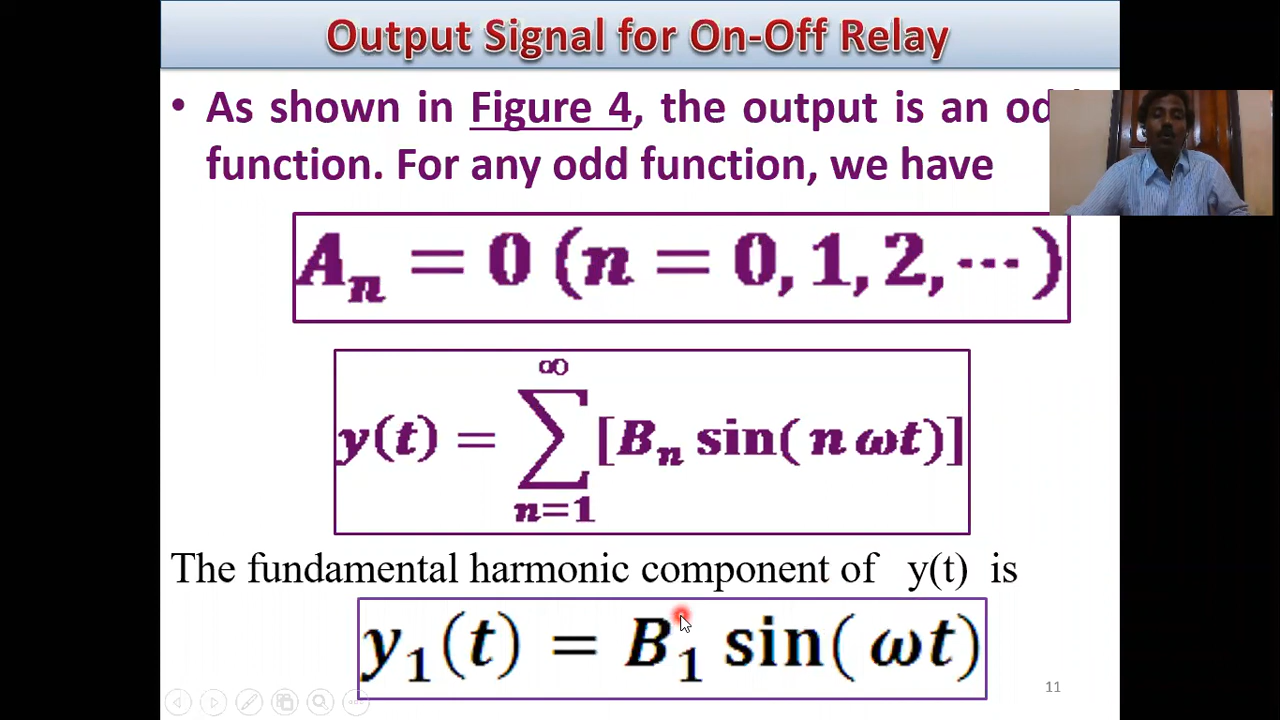 Output Signal for On-Off Relay
• As shown in Figure 4, the output is an
function. For any odd function, we have
Aₙ = 0 (n = 0, 1, 2, ⋯ )
y(t) = ∑_{n=1}^{∞} [Bₙ sin( n ωt)]
The fundamental harmonic component of y(t) is
y₁(t) = B₁ sin( ωt)
11